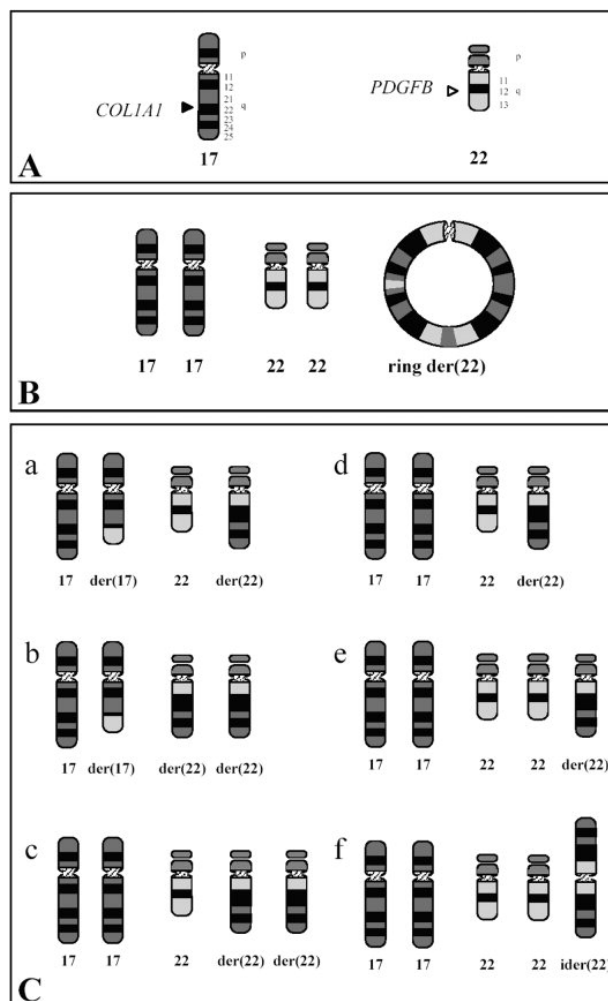 p
11
12
21
COL1A1 22 q
23
24
25
17
p
11
PDGFB 12 q
13
22
A
17 17 22 22 ring der(22)
B
a
17 der(17) 22 der(22)
d
17 17 22 der(22)
b
17 der(17) der(22) der(22)
e
17 17 22 22 der(22)
c
17 17 22 der(22) der(22)
f
17 17 22 22 ider(22)
C